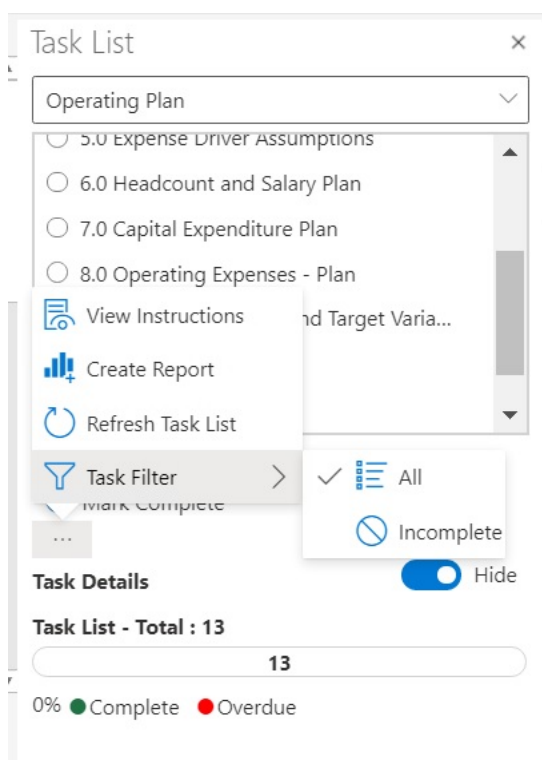 Task List
Operating Plan
5.0 Expense Driver Assumptions
6.0 Headcount and Salary Plan
7.0 Capital Expenditure Plan
8.0 Operating Expenses - Plan
nd Target Varia...
View Instructions
Create Report
Refresh Task List
Task Filter
All
Incomplete
Mark Complete
...
Task Details
Hide
Task List - Total : 13
13
0% Complete Overdue